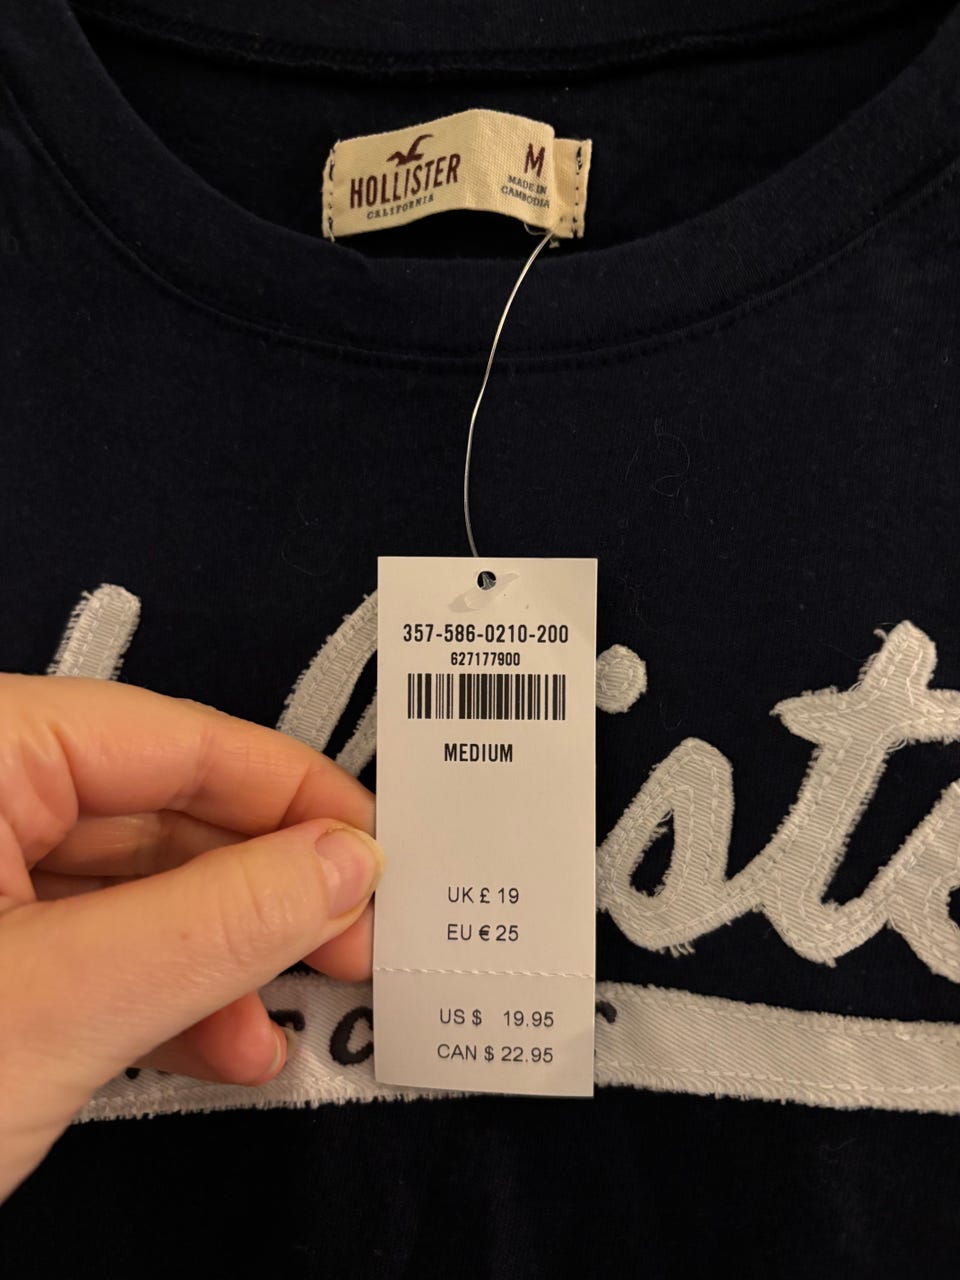 HOLLISTER
CALIFORNIA
M
MADE IN
CAMBODIA
357-586-0210-200
627177900
MEDIUM
UK £ 19
EU € 25
US $ 19.95
CAN $ 22.95